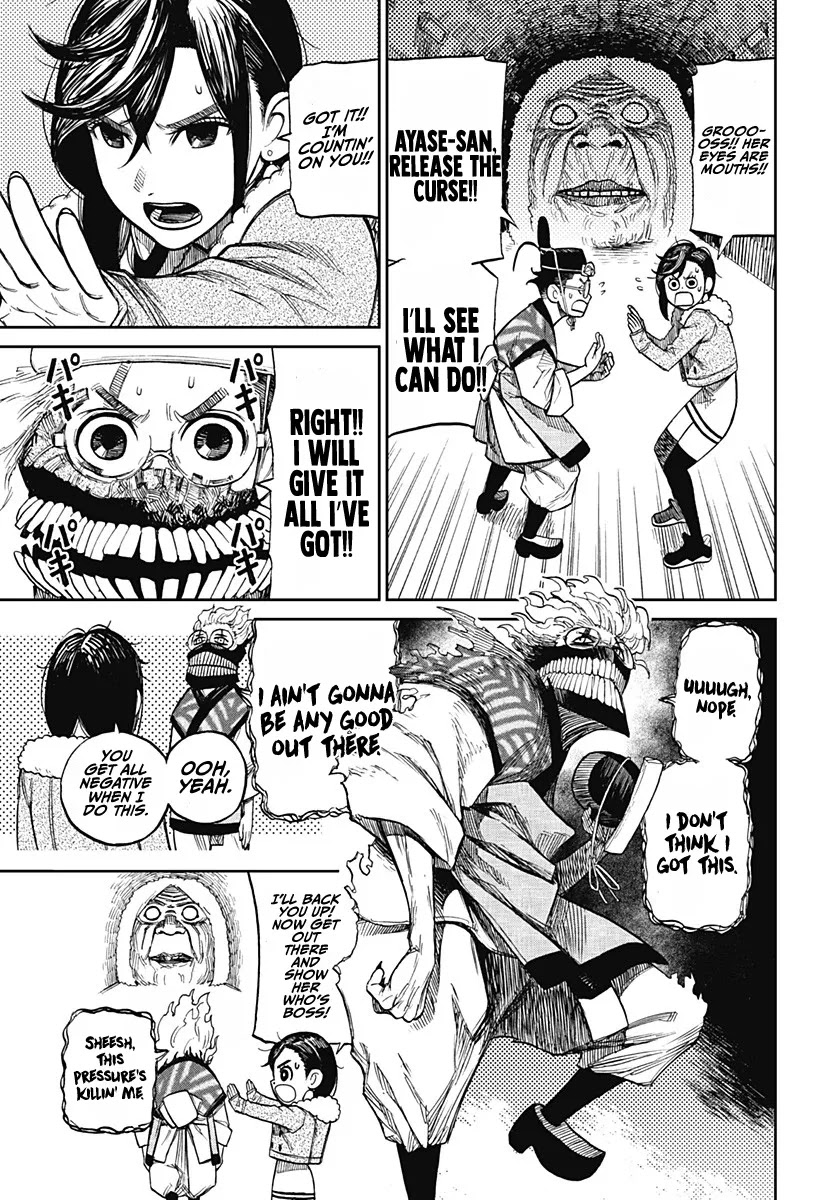 GROOO-
OSS!! HER
EYES ARE
MOUTHS!!
AYASE-SAN,
RELEASE THE
CURSE!!
I'LL SEE
WHAT I
CAN DO!!
GOT IT!!
I'M
COUNTIN'
ON YOU!!
RIGHT!!
I WILL
GIVE IT
ALL I'VE
GOT!!
パキ
パキ
パキ
パキ
UUUUGH,
NOPE.
I DON'T
THINK I
GOT THIS.
I AIN'T GONNA
BE ANY GOOD
OUT THERE.
OOH,
YEAH.
YOU
GET ALL
NEGATIVE
WHEN I
DO THIS.
I'LL BACK
YOU UP!
NOW GET
OUT
THERE
AND
SHOW
HER
WHO'S
BOSS!
SHEESH,
THIS
PRESSURE'S
KILLIN' ME.